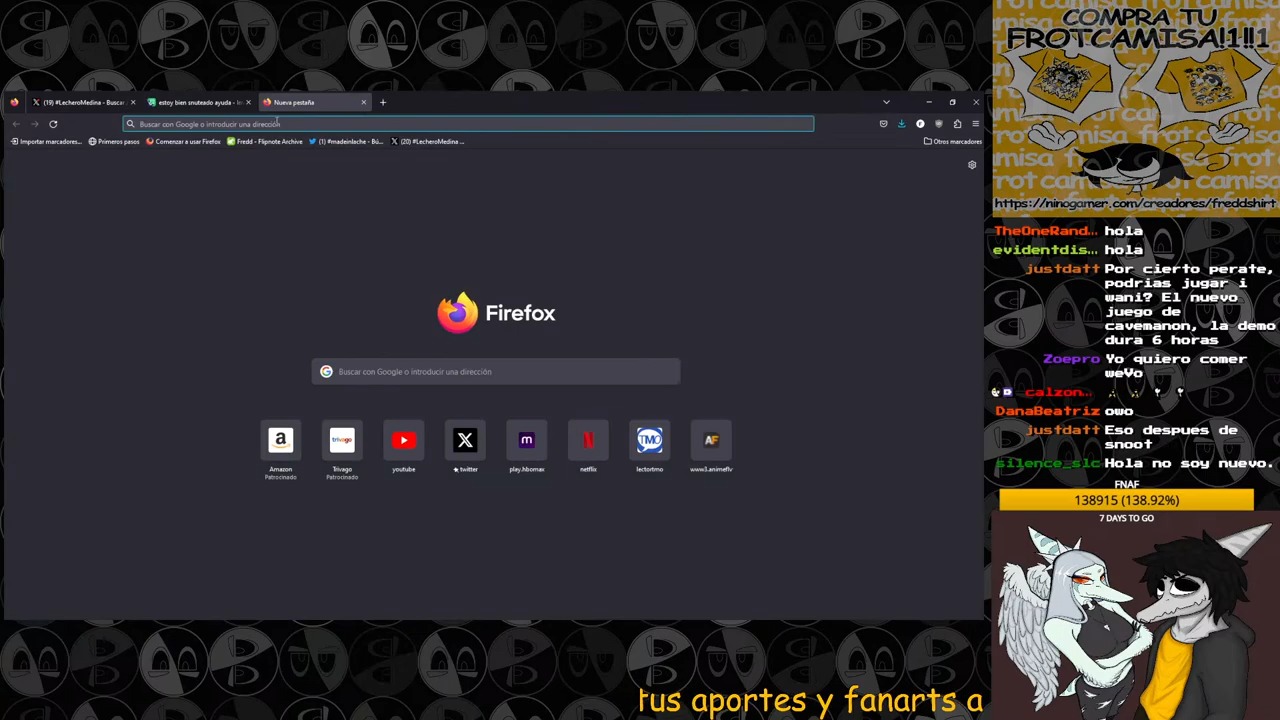 (19) #LecheroMedina - Buscar
estoy bien snuteado ayuda -
Nueva pestaña
Buscar con Google o introducir una dirección
Importar marcadores...
Primeros pasos
Comenzar a usar Firefox
Fredd - Flipnote Archive
(1) #madeinlache - Bú...
(20) #LecheroMedina ...
Otros marcadores
Firefox
Buscar con Google o introducir una dirección
a
trivago
TMO
AF
Amazon
Patrocinado
Trivago
Patrocinado
youtube
twitter
play.hbomax
netflix
lectortmo
www3.animeflv
COMPRA TU
FROTCAMISA!1!!1
https://ninogamer.com/creadores/freddshirt
TheOneRand... hola
evidentdis... hola
justdatt Por cierto perate,
podrias jugar i
wani? El nuevo
juego de
cavemanon, la demo
dura 6 horas
Zoepro Yo quiero comer
weVo
calzon...
DanaBeatriz owo
justdatt Eso despues de
snoot
silence_slc Hola no soy nuevo.
FNAF
138915 (138.92%)
7 DAYS TO GO
tus aportes y fanarts a